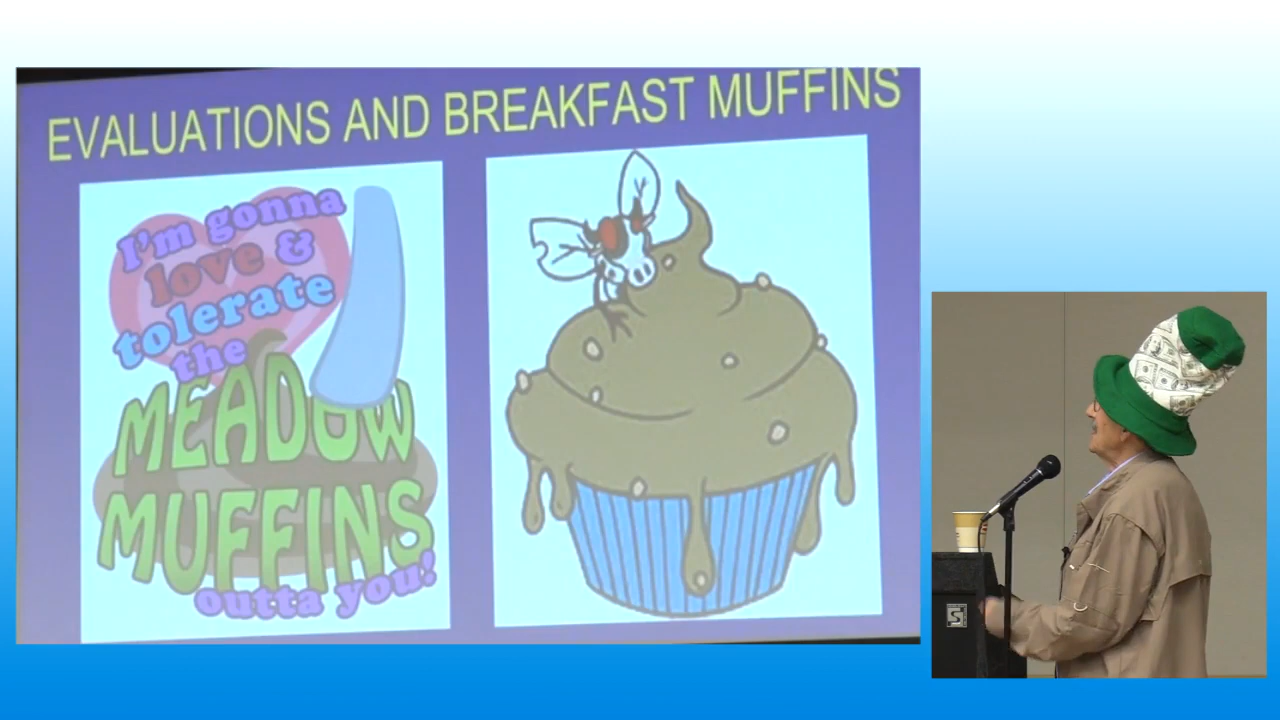 EVALUATIONS AND BREAKFAST MUFFINS
I'm gonna
love &
tolerate
the
MEADOW
MUFFINS
outta you!